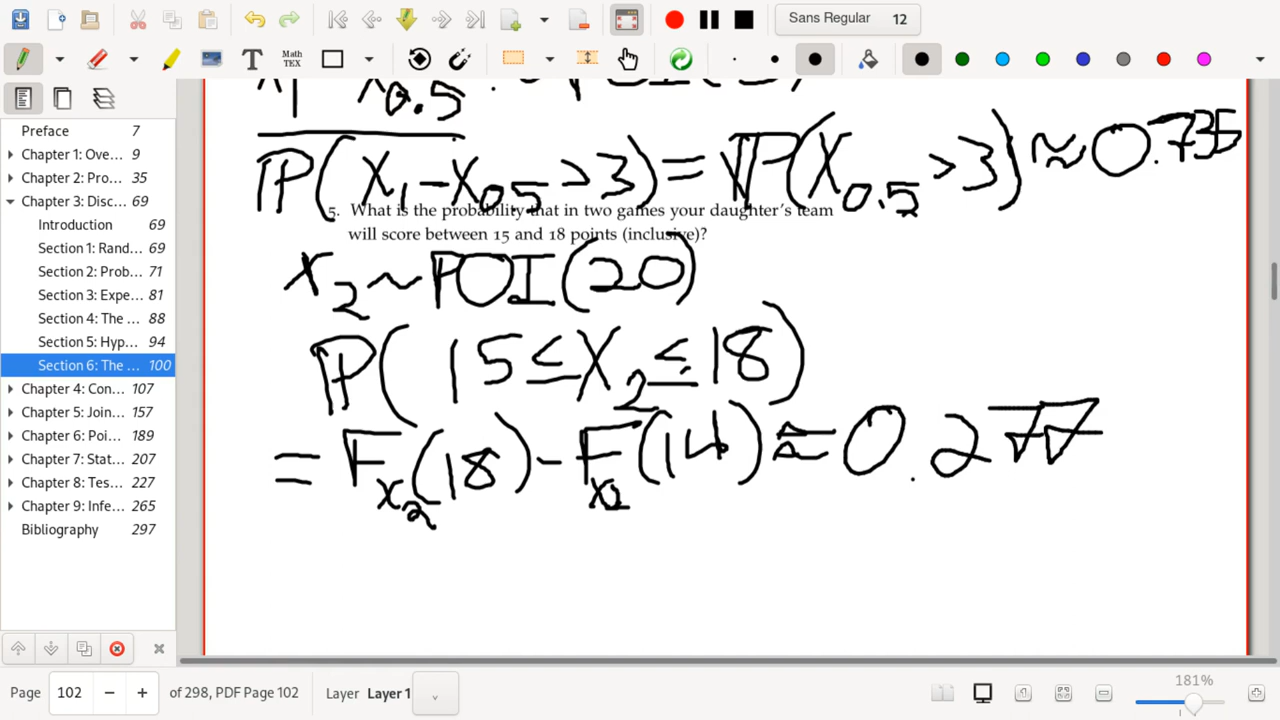 Sans Regular 12
T Math TEX
Preface 7
Chapter 1: Ove... 9
Chapter 2: Pro... 35
Chapter 3: Disc... 69
Introduction 69
Section 1: Rand... 69
Section 2: Prob... 71
Section 3: Expe... 81
Section 4: The ... 88
Section 5: Hyp... 94
Section 6: The ... 100
Chapter 4: Con... 107
Chapter 5: Join... 157
Chapter 6: Poi... 189
Chapter 7: Stat... 207
Chapter 8: Tes... 227
Chapter 9: Infe... 265
Bibliography 297
ℙ(X₁-X₀.₅>3)=ℙ(X₀.₅>3)≈0.735
5. What is the probability that in two games your daughter's team
will score between 15 and 18 points (inclusive)?
X₂~POI(20)
ℙ(15≤X₂≤18)
=F_X₂(18)-F_X₂(14)≈0.277
Page 102 of 298, PDF Page 102 Layer Layer 1 181%